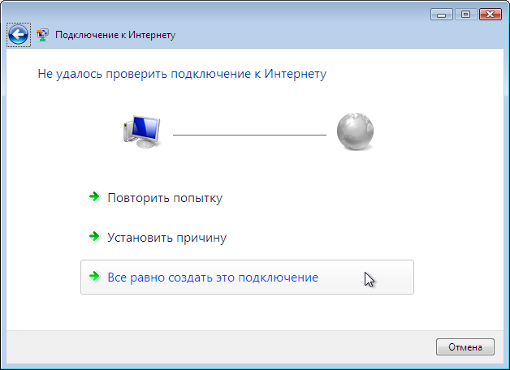 Подключение к Интернету
Не удалось проверить подключение к Интернету
Повторить попытку
Установить причину
Все равно создать это подключение
Отмена